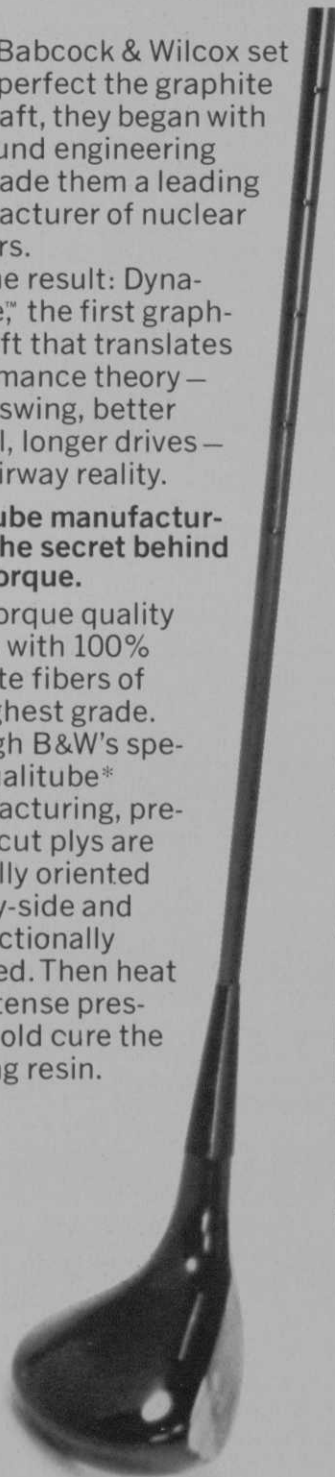 Babcock & Wilcox set
perfect the graphite
aft, they began with
und engineering
ade them a leading
acturer of nuclear
rs.
ne result: Dyna-
e,™ the first graph-
ft that translates
mance theory —
swing, better
l, longer drives —
irway reality.
ube manufactur-
he secret behind
orque.
orque quality
with 100%
te fibers of
ghest grade.
gh B&W's spe-
ualitube*
acturing, pre-
cut plys are
lly oriented
y-side and
ctionally
ed. Then heat
tense pres-
old cure the
g resin.